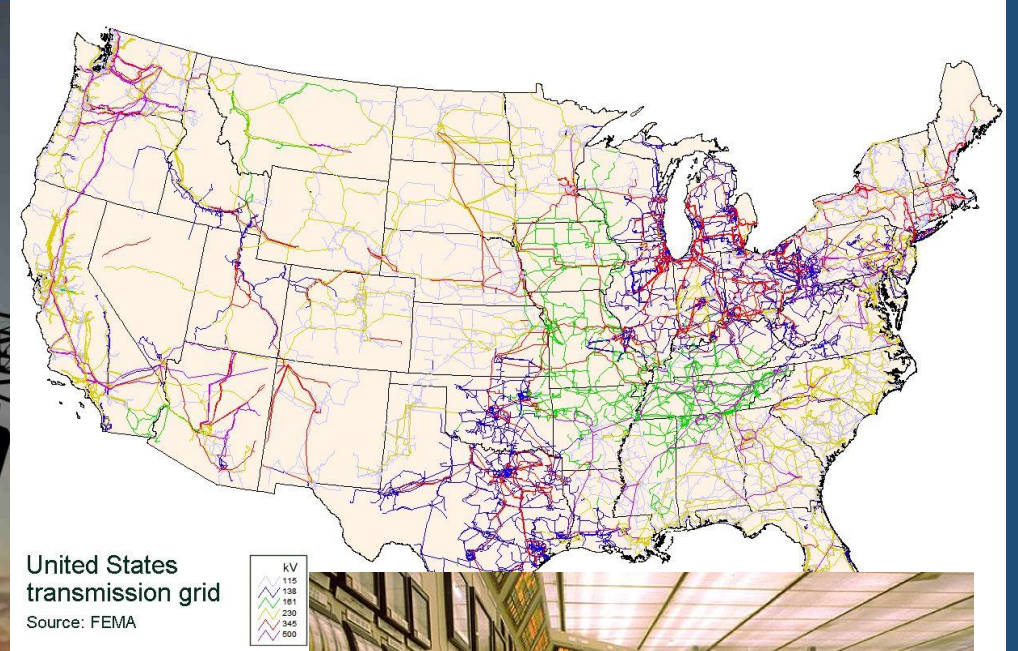 United States
transmission grid
Source: FEMA
kV
115
138
161
230
345
500